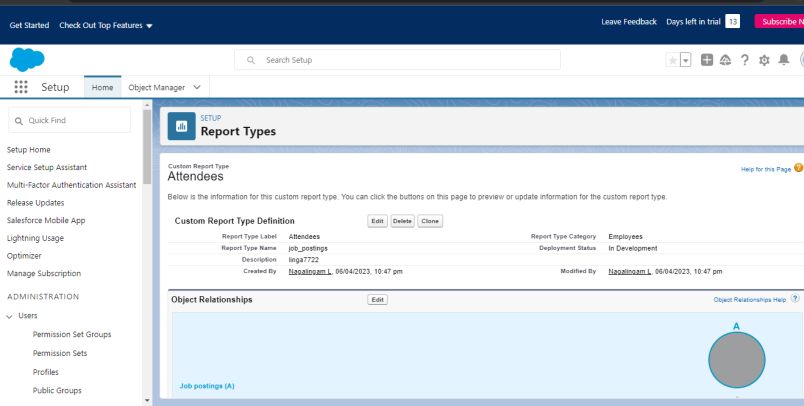 Get Started Check Out Top Features Leave Feedback Days left in trial 13 Subscribe N
Search Setup
Setup Home Object Manager
Quick Find
Setup Home
Service Setup Assistant
Multi-Factor Authentication Assistant
Release Updates
Salesforce Mobile App
Lightning Usage
Optimizer
Manage Subscription
ADMINISTRATION
Users
Permission Set Groups
Permission Sets
Profiles
Public Groups
SETUP
Report Types
Custom Report Type
Attendees
Help for this Page ?
Below is the information for this custom report type. You can click the buttons on this page to preview or update information for the custom report type.
Custom Report Type Definition Edit Delete Clone
Report Type Label Attendees Report Type Category Employees
Report Type Name job_postings Deployment Status In Development
Description linga7722
Created By Nagalingam L, 06/04/2023, 10:47 pm Modified By Nagalingam L, 06/04/2023, 10:47 pm
Object Relationships Edit Object Relationships Help ?
A
Job postings (A)